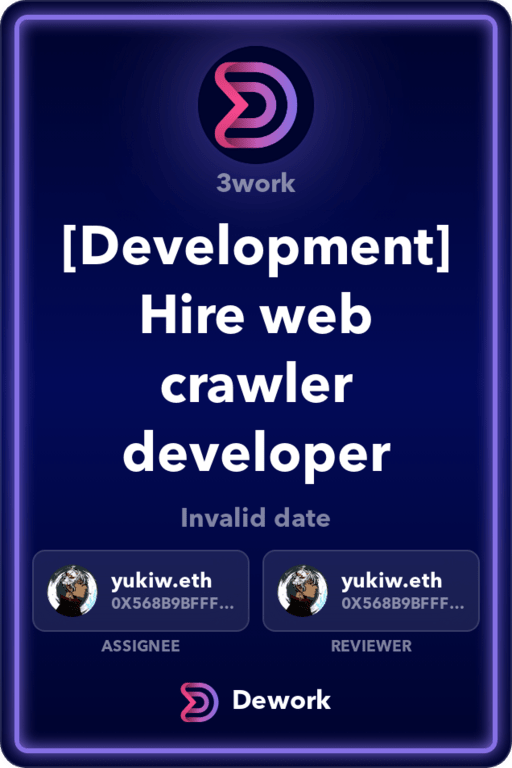 3work
[Development]
Hire web
crawler
developer
Invalid date
yukiw.eth
0X568B9BFFF...
ASSIGNEE
yukiw.eth
0X568B9BFFF...
REVIEWER
Dework